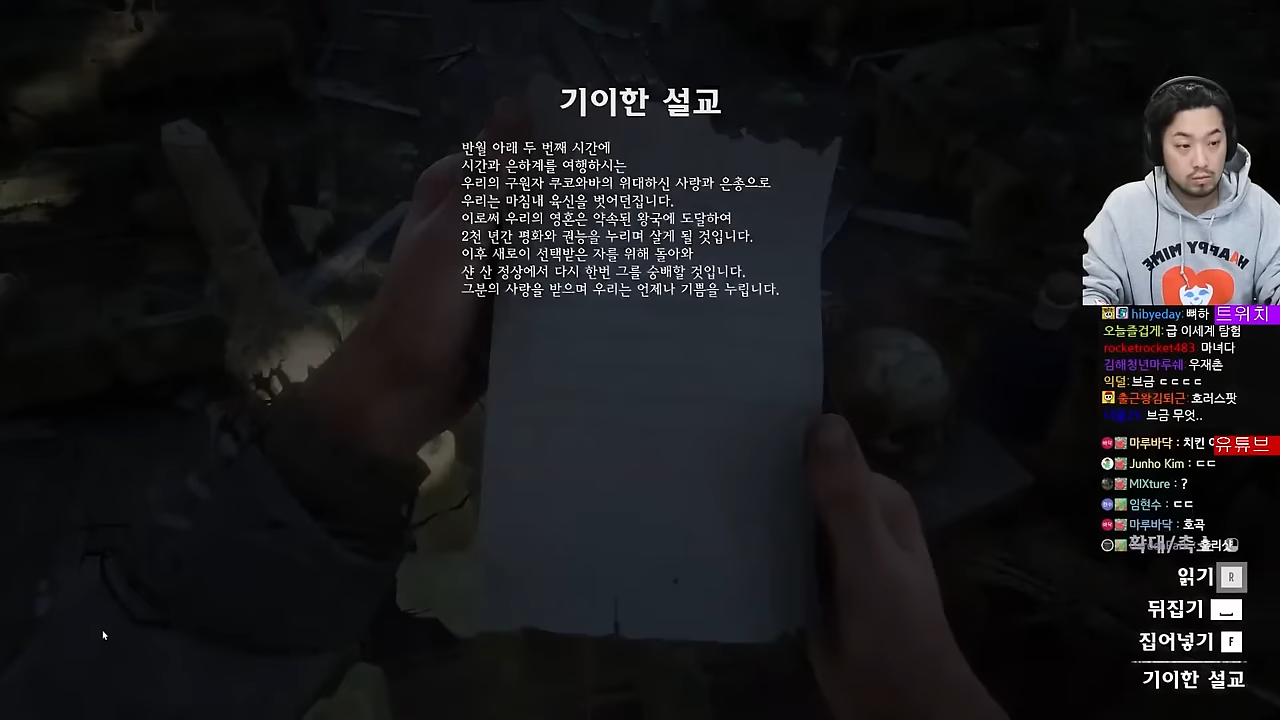 기이한 설교
반월 아래 두 번째 시간에
시간과 은하계를 여행하시는
우리의 구원자 쿠코와바의 위대하신 사랑과 은총으로
우리는 마침내 육신을 벗어던집니다.
이로써 우리의 영혼은 약속된 왕국에 도달하여
2천 년간 평화와 권능을 누리며 살게 될 것입니다.
이후 새로이 선택받은 자를 위해 돌아와
샨 산 정상에서 다시 한번 그를 숭배할 것입니다.
그분의 사랑을 받으며 우리는 언제나 기쁨을 누립니다.
HAPPY MIME
hibyeday: 뼈하
트위치
오늘즐겁게: 급 이세계 탐험
rocketrocket483: 마녀다
김해청년마루쉐: 우재촌
익덜: 브금 ㄷㄷㄷㄷ
출근왕김퇴근: 호러스팟
브금 무엇..
마루바닥 : 치킨
유튜브
Junho Kim : ㄷㄷ
MIXture : ?
임현수 : ㄷㄷ
마루바닥 : 호곡
확대/축
읽기 R
뒤집기
집어넣기 F
기이한 설교